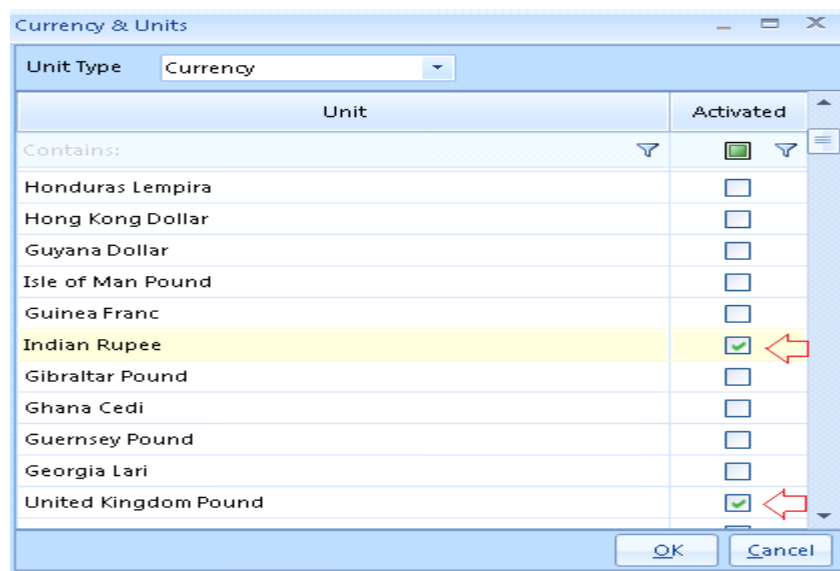 Currency & Units
Unit Type Currency
Unit Activated
Contains:
Honduras Lempira
Hong Kong Dollar
Guyana Dollar
Isle of Man Pound
Guinea Franc
Indian Rupee
Gibraltar Pound
Ghana Cedi
Guernsey Pound
Georgia Lari
United Kingdom Pound
OK Cancel